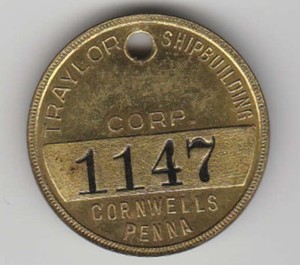 TRAYLOR SHIPBUILDING
CORP.
1147
CORNWELLS
PENNA